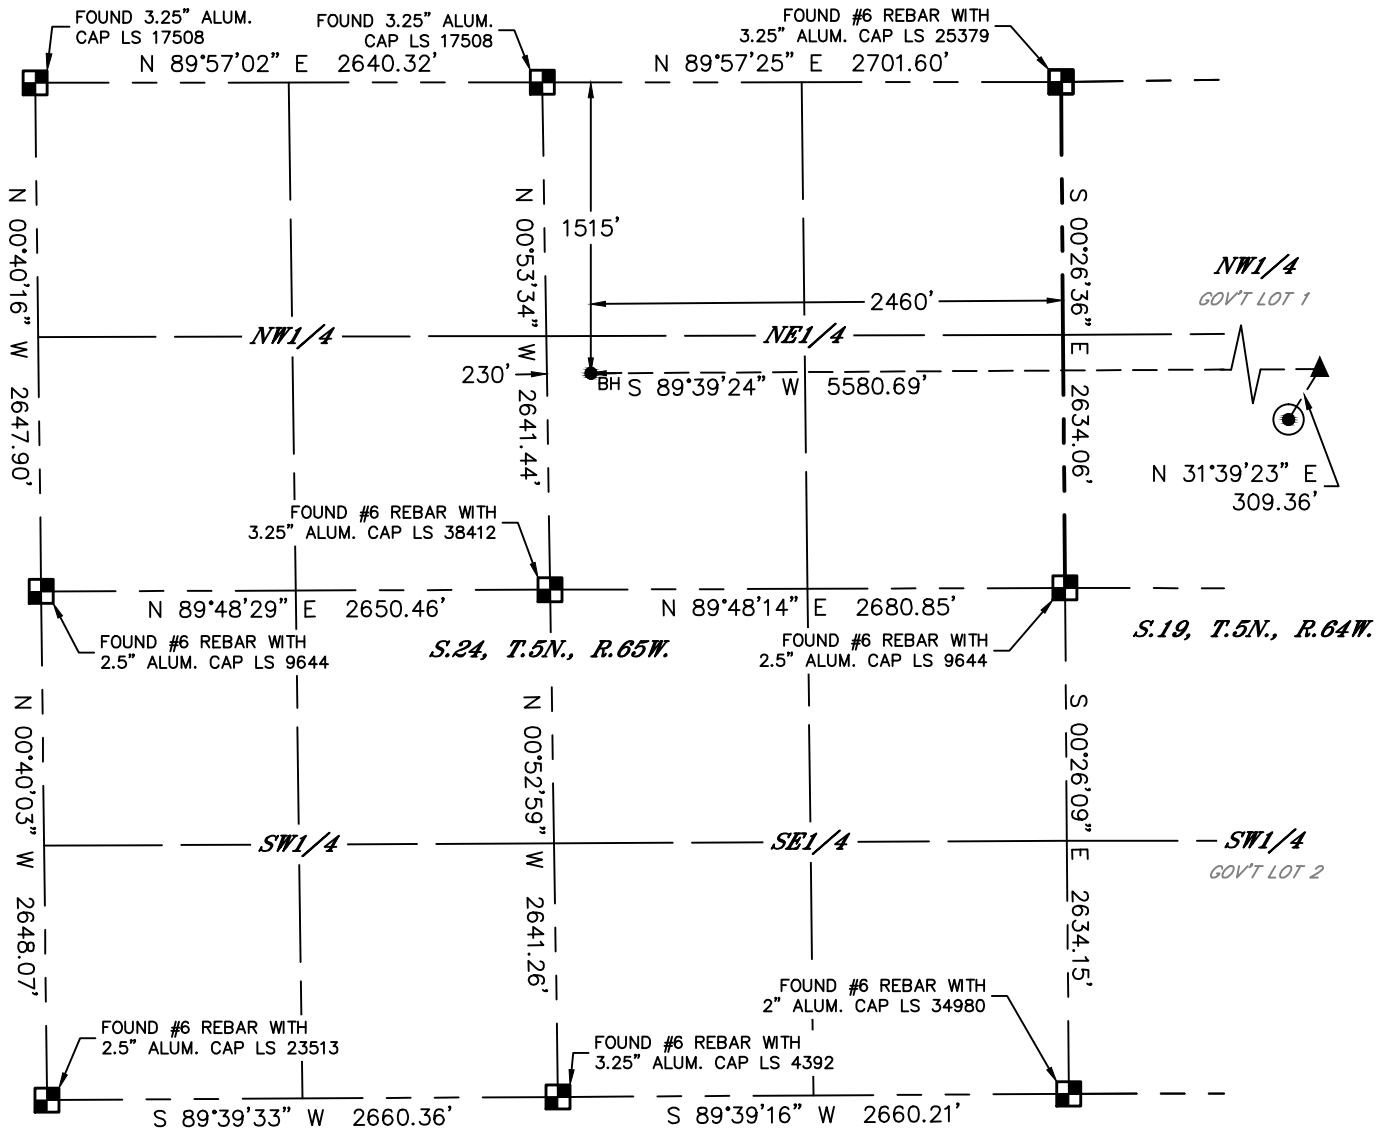 FOUND 3.25" ALUM.
CAP LS 17508
FOUND 3.25" ALUM.
CAP LS 17508
FOUND #6 REBAR WITH
3.25" ALUM. CAP LS 25379
N 89°57'02" E 2640.32'
N 89°57'25" E 2701.60'
N 00°40'16" W 2647.90'
N 00°53'34" W 2641.44'
S 00°26'36" E 2634.06'
1515'
2460'
NW1/4
GOV'T LOT 1
NW1/4
NE1/4
230'
BH
S 89°39'24" W 5580.69'
N 31°39'23" E
309.36'
FOUND #6 REBAR WITH
3.25" ALUM. CAP LS 38412
N 89°48'29" E 2650.46'
N 89°48'14" E 2680.85'
FOUND #6 REBAR WITH
2.5" ALUM. CAP LS 9644
S.24, T.5N., R.65W.
FOUND #6 REBAR WITH
2.5" ALUM. CAP LS 9644
S.19, T.5N., R.64W.
N 00°40'03" W 2648.07'
N 00°52'59" W 2641.26'
S 00°26'09" E 2634.15'
SW1/4
SE1/4
SW1/4
GOV'T LOT 2
FOUND #6 REBAR WITH
2.5" ALUM. CAP LS 23513
FOUND #6 REBAR WITH
3.25" ALUM. CAP LS 4392
FOUND #6 REBAR WITH
2" ALUM. CAP LS 34980
S 89°39'33" W 2660.36'
S 89°39'16" W 2660.21'